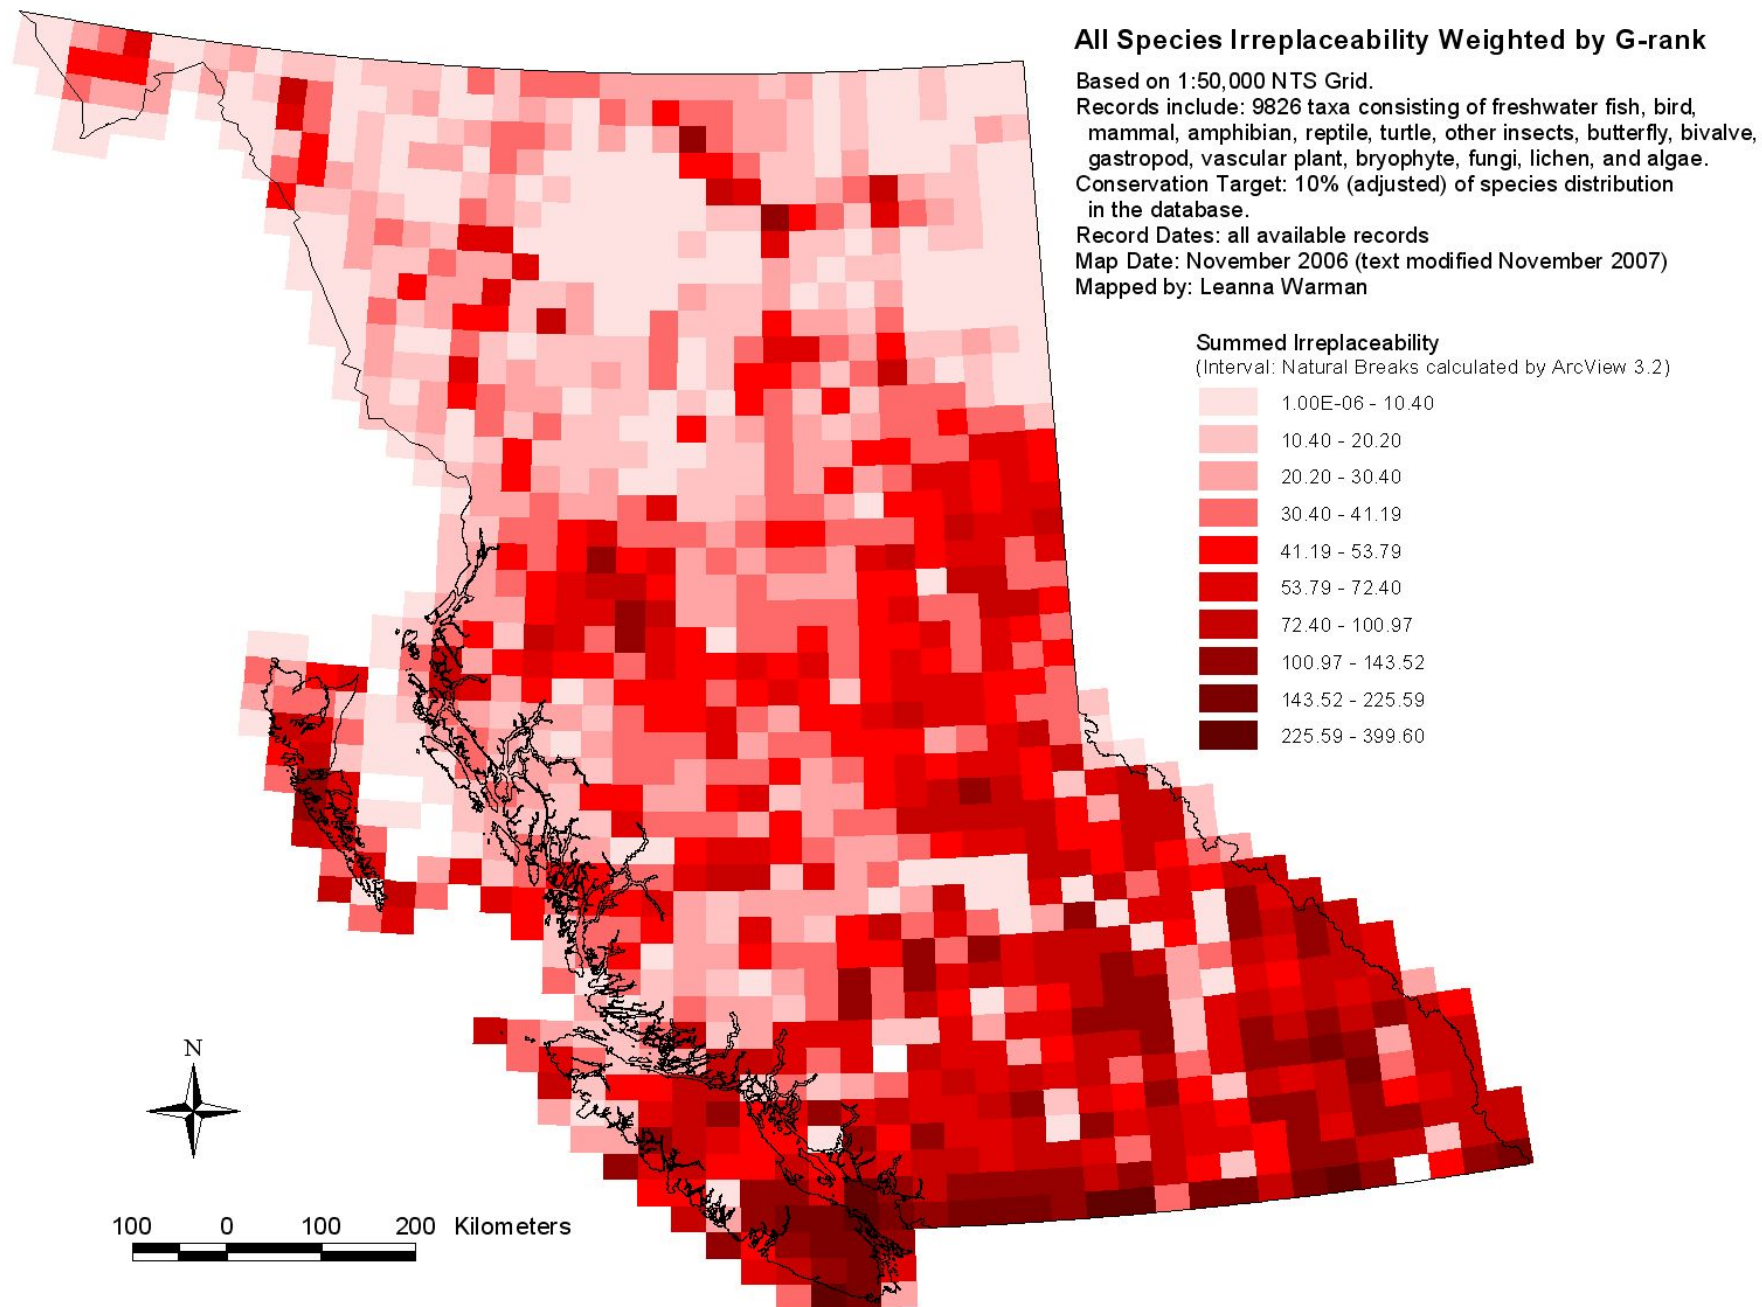 All Species Irreplaceability Weighted by G-rank
Based on 1:50,000 NTS Grid.
Records include: 9826 taxa consisting of freshwater fish, bird,
mammal, amphibian, reptile, turtle, other insects, butterfly, bivalve,
gastropod, vascular plant, bryophyte, fungi, lichen, and algae.
Conservation Target: 10% (adjusted) of species distribution
in the database.
Record Dates: all available records
Map Date: November 2006 (text modified November 2007)
Mapped by: Leanna Warman
Summed Irreplaceability
(Interval: Natural Breaks calculated by ArcView 3.2)
1.00E-06 - 10.40
10.40 - 20.20
20.20 - 30.40
30.40 - 41.19
41.19 - 53.79
53.79 - 72.40
72.40 - 100.97
100.97 - 143.52
143.52 - 225.59
225.59 - 399.60
N
100 0 100 200 Kilometers